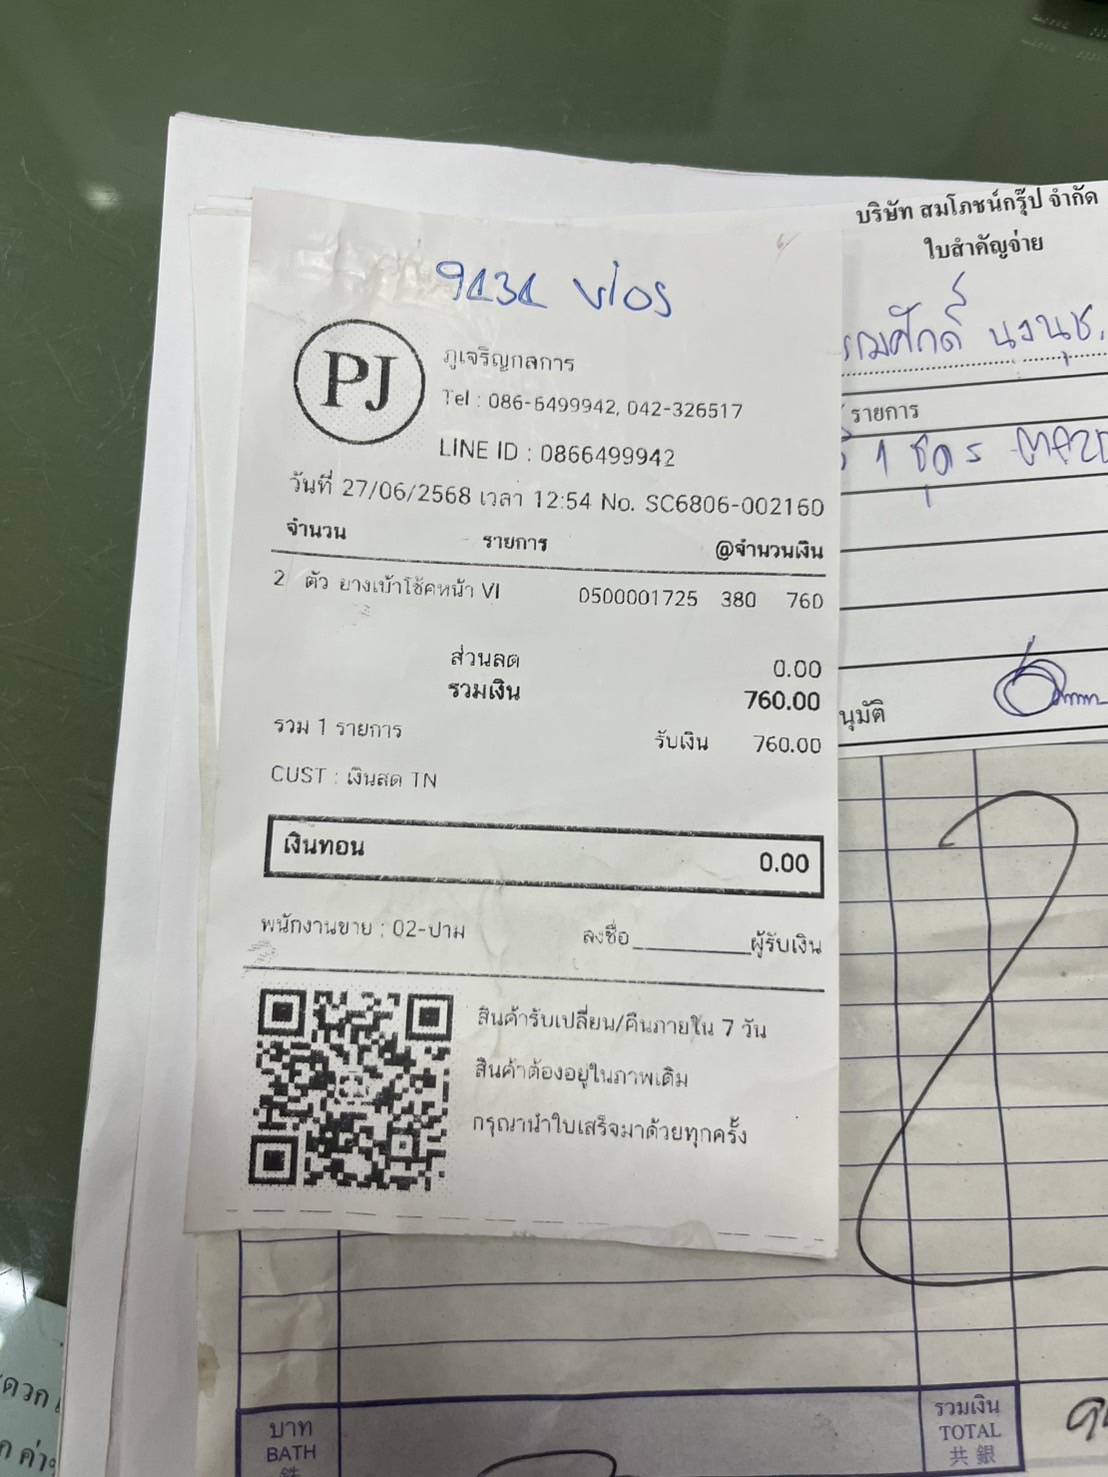 9434 vios
PJ
ภูเจริญกลการ
Tel : 086-6499942, 042-326517
LINE ID : 0866499942
วันที่ 27/06/2568 เวลา 12:54 No. SC6806-002160
จำนวน รายการ @จำนวนเงิน
2 ตัว ยางเบ้าโช้คหน้า VI 0500001725 380 760
ส่วนลด 0.00
รวมเงิน 760.00
รวม 1 รายการ รับเงิน 760.00
CUST : เงินสด TN
เงินทอน 0.00
พนักงานขาย : 02-ปาม ลงชื่อ ผู้รับเงิน
สินค้ารับเปลี่ยน/คืนภายใน 7 วัน
สินค้าต้องอยู่ในภาพเดิม
กรุณานำใบเสร็จมาด้วยทุกครั้ง
บริษัท สมโภชน์กรุ๊ป จำกัด
ใบสำคัญจ่าย
นงนุช
รายการ
1 ชุด
นุมัติ
บาท
BATH
รวมเงิน
TOTAL
共 銀
ค่า